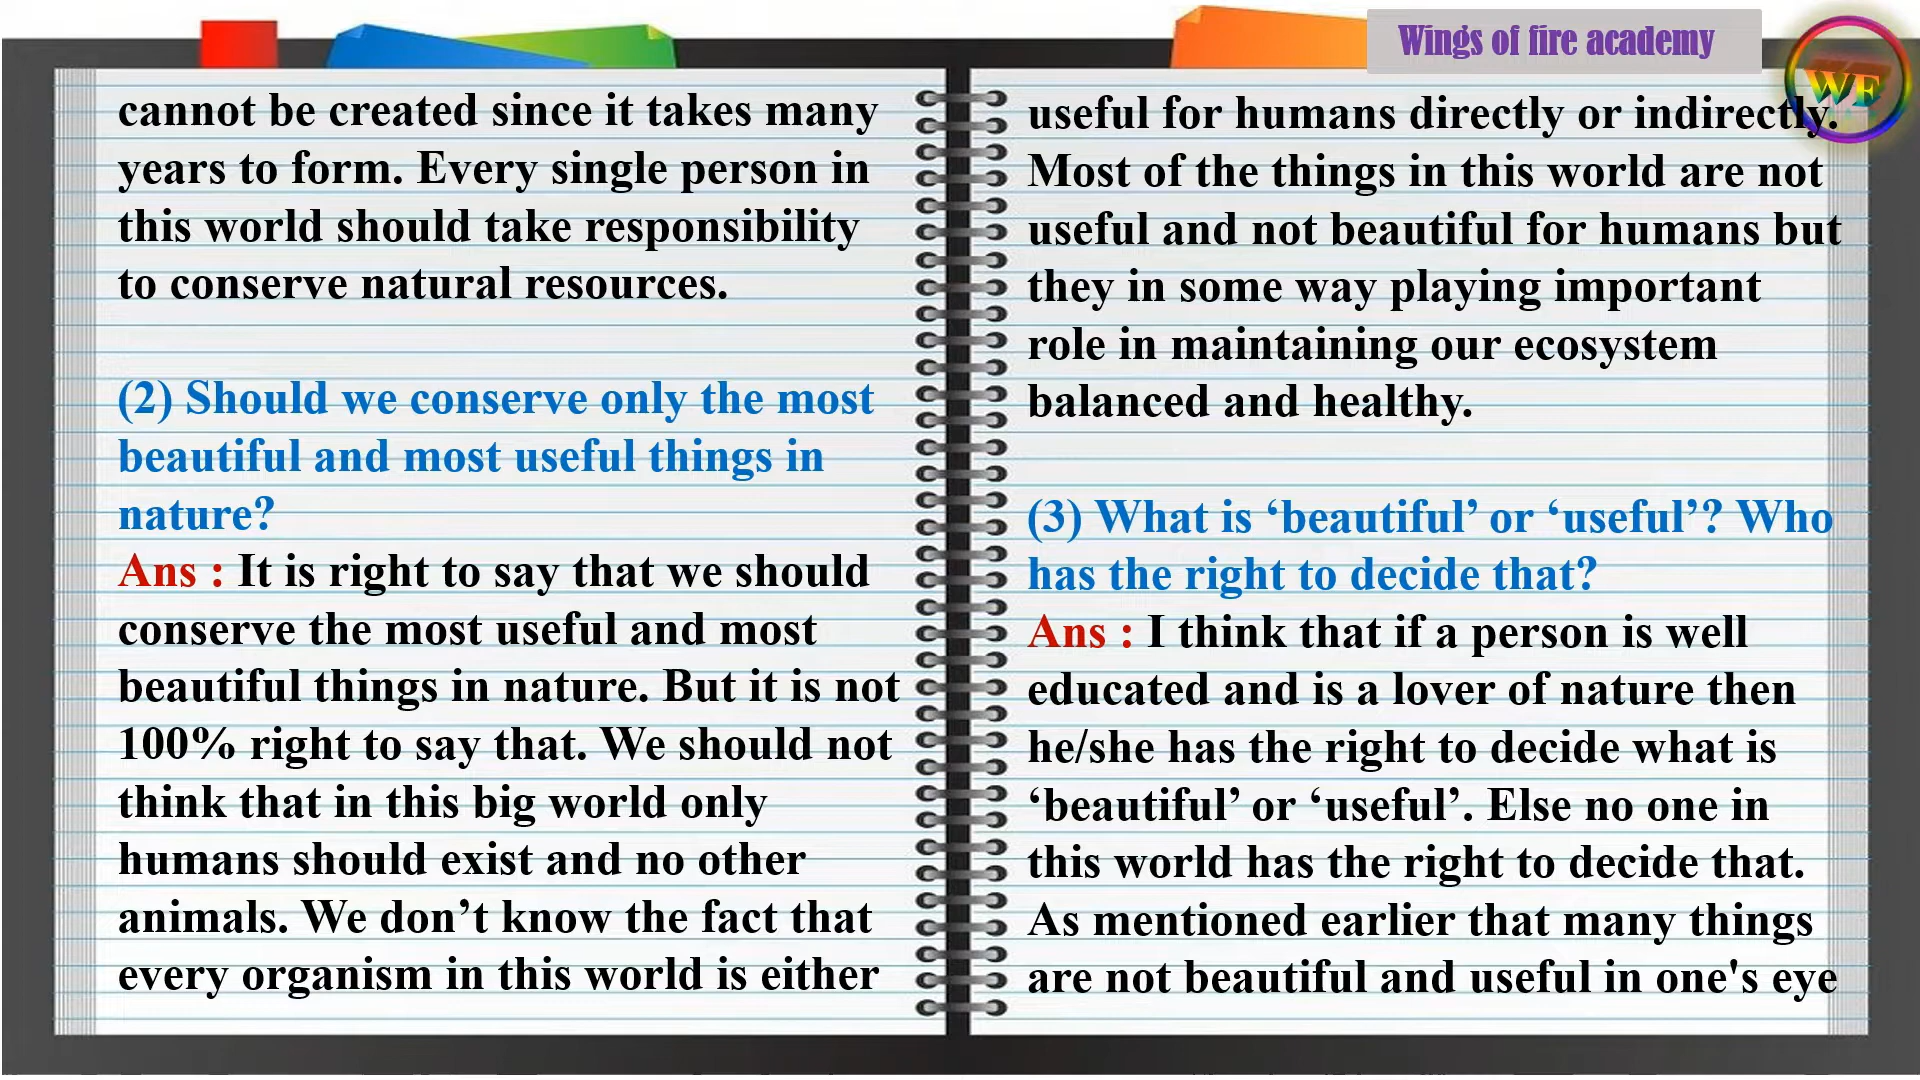 Wings of fire academy
WF
cannot be created since it takes many
years to form. Every single person in
this world should take responsibility
to conserve natural resources.
(2) Should we conserve only the most
beautiful and most useful things in
nature?
Ans : It is right to say that we should
conserve the most useful and most
beautiful things in nature. But it is not
100% right to say that. We should not
think that in this big world only
humans should exist and no other
animals. We don’t know the fact that
every organism in this world is either
useful for humans directly or indirectly.
Most of the things in this world are not
useful and not beautiful for humans but
they in some way playing important
role in maintaining our ecosystem
balanced and healthy.
(3) What is ‘beautiful’ or ‘useful’? Who
has the right to decide that?
Ans : I think that if a person is well
educated and is a lover of nature then
he/she has the right to decide what is
‘beautiful’ or ‘useful’. Else no one in
this world has the right to decide that.
As mentioned earlier that many things
are not beautiful and useful in one's eye